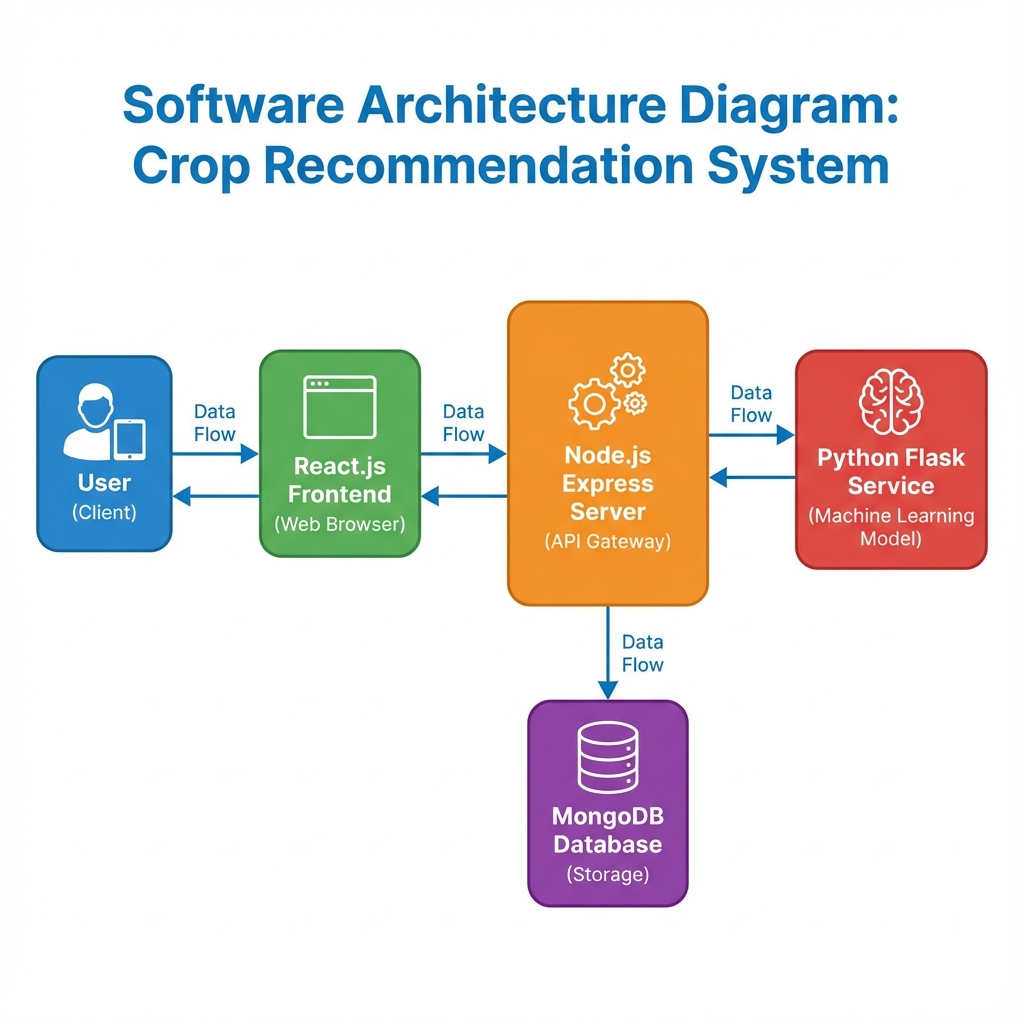 Software Architecture Diagram:
Crop Recommendation System
User
(Client)
Data
Flow
React.js
Frontend
(Web Browser)
Data
Flow
Node.js
Express
Server
(API Gateway)
Data
Flow
Python Flask
Service
(Machine Learning
Model)
Data
Flow
MongoDB
Database
(Storage)